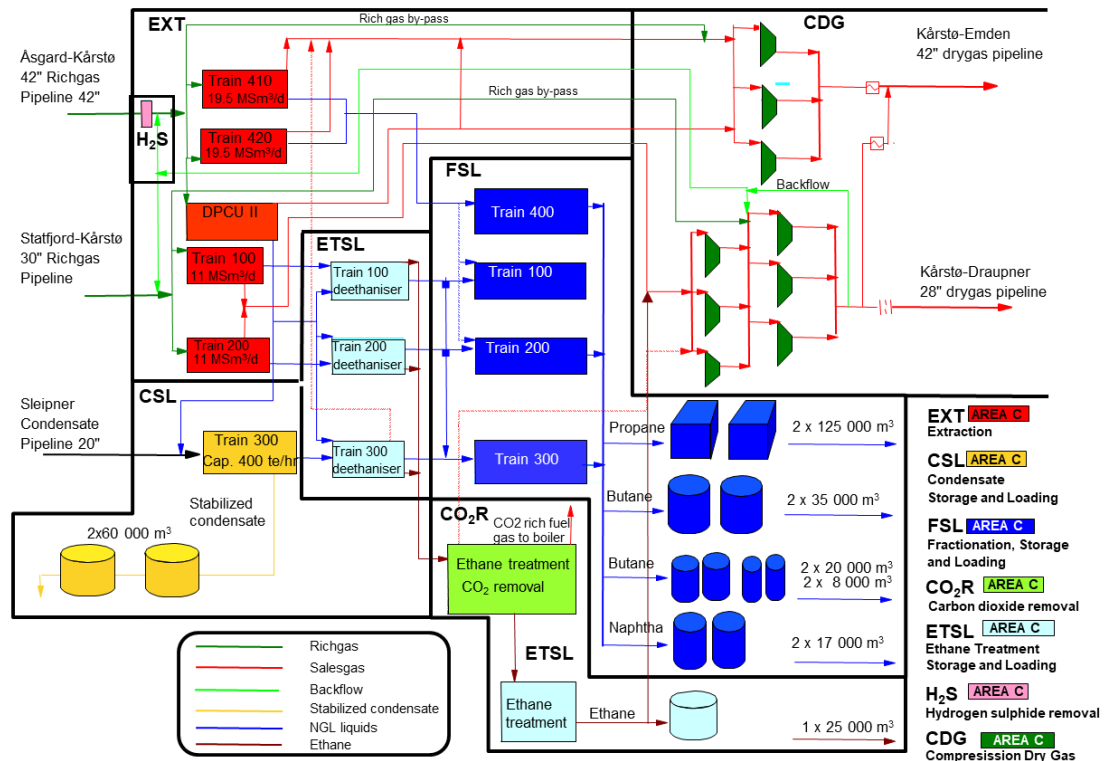 EXT
Rich gas by-pass
CDG
Åsgard-Kårstø
42" Richgas
Pipeline 42"
Kårstø-Emden
42" drygas pipeline
Train 410
19.5 MSm³/d
Rich gas by-pass
H₂S
Train 420
19.5 MSm³/d
FSL
Backflow
DPCU II
Train 400
Statfjord-Kårstø
30" Richgas
Pipeline
ETSL
Train 100
11 MSm³/d
Train 100
deethaniser
Train 100
Kårstø-Draupner
28" drygas pipeline
Train 200
11 MSm³/d
Train 200
deethaniser
Train 200
CSL
Sleipner
Condensate
Pipeline 20"
Train 300
Cap. 400 te/hr
Train 300
deethaniser
Train 300
Propane
2 x 125 000 m³
Stabilized
condensate
2x60 000 m³
Butane
2 x 35 000 m³
CO₂R
CO2 rich fuel
gas to boiler
Ethane treatment
CO₂ removal
Butane
2 x 20 000 m³
2 x 8 000 m³
Naphtha
2 x 17 000 m³
ETSL
Ethane
treatment
Ethane
1 x 25 000 m³
Richgas
Salesgas
Backflow
Stabilized condensate
NGL liquids
Ethane
EXT AREA C
Extraction
CSL AREA C
Condensate
Storage and Loading
FSL AREA C
Fractionation, Storage
and Loading
CO₂R AREA C
Carbon dioxide removal
ETSL AREA C
Ethane Treatment
Storage and Loading
H₂S AREA C
Hydrogen sulphide removal
CDG AREA C
Compresission Dry Gas